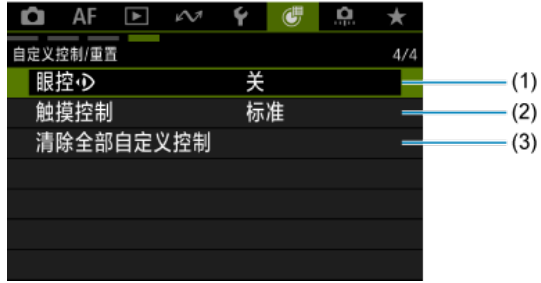 AF
自定义控制/重置 4/4
眼控 关 (1)
触摸控制 标准 (2)
清除全部自定义控制 (3)